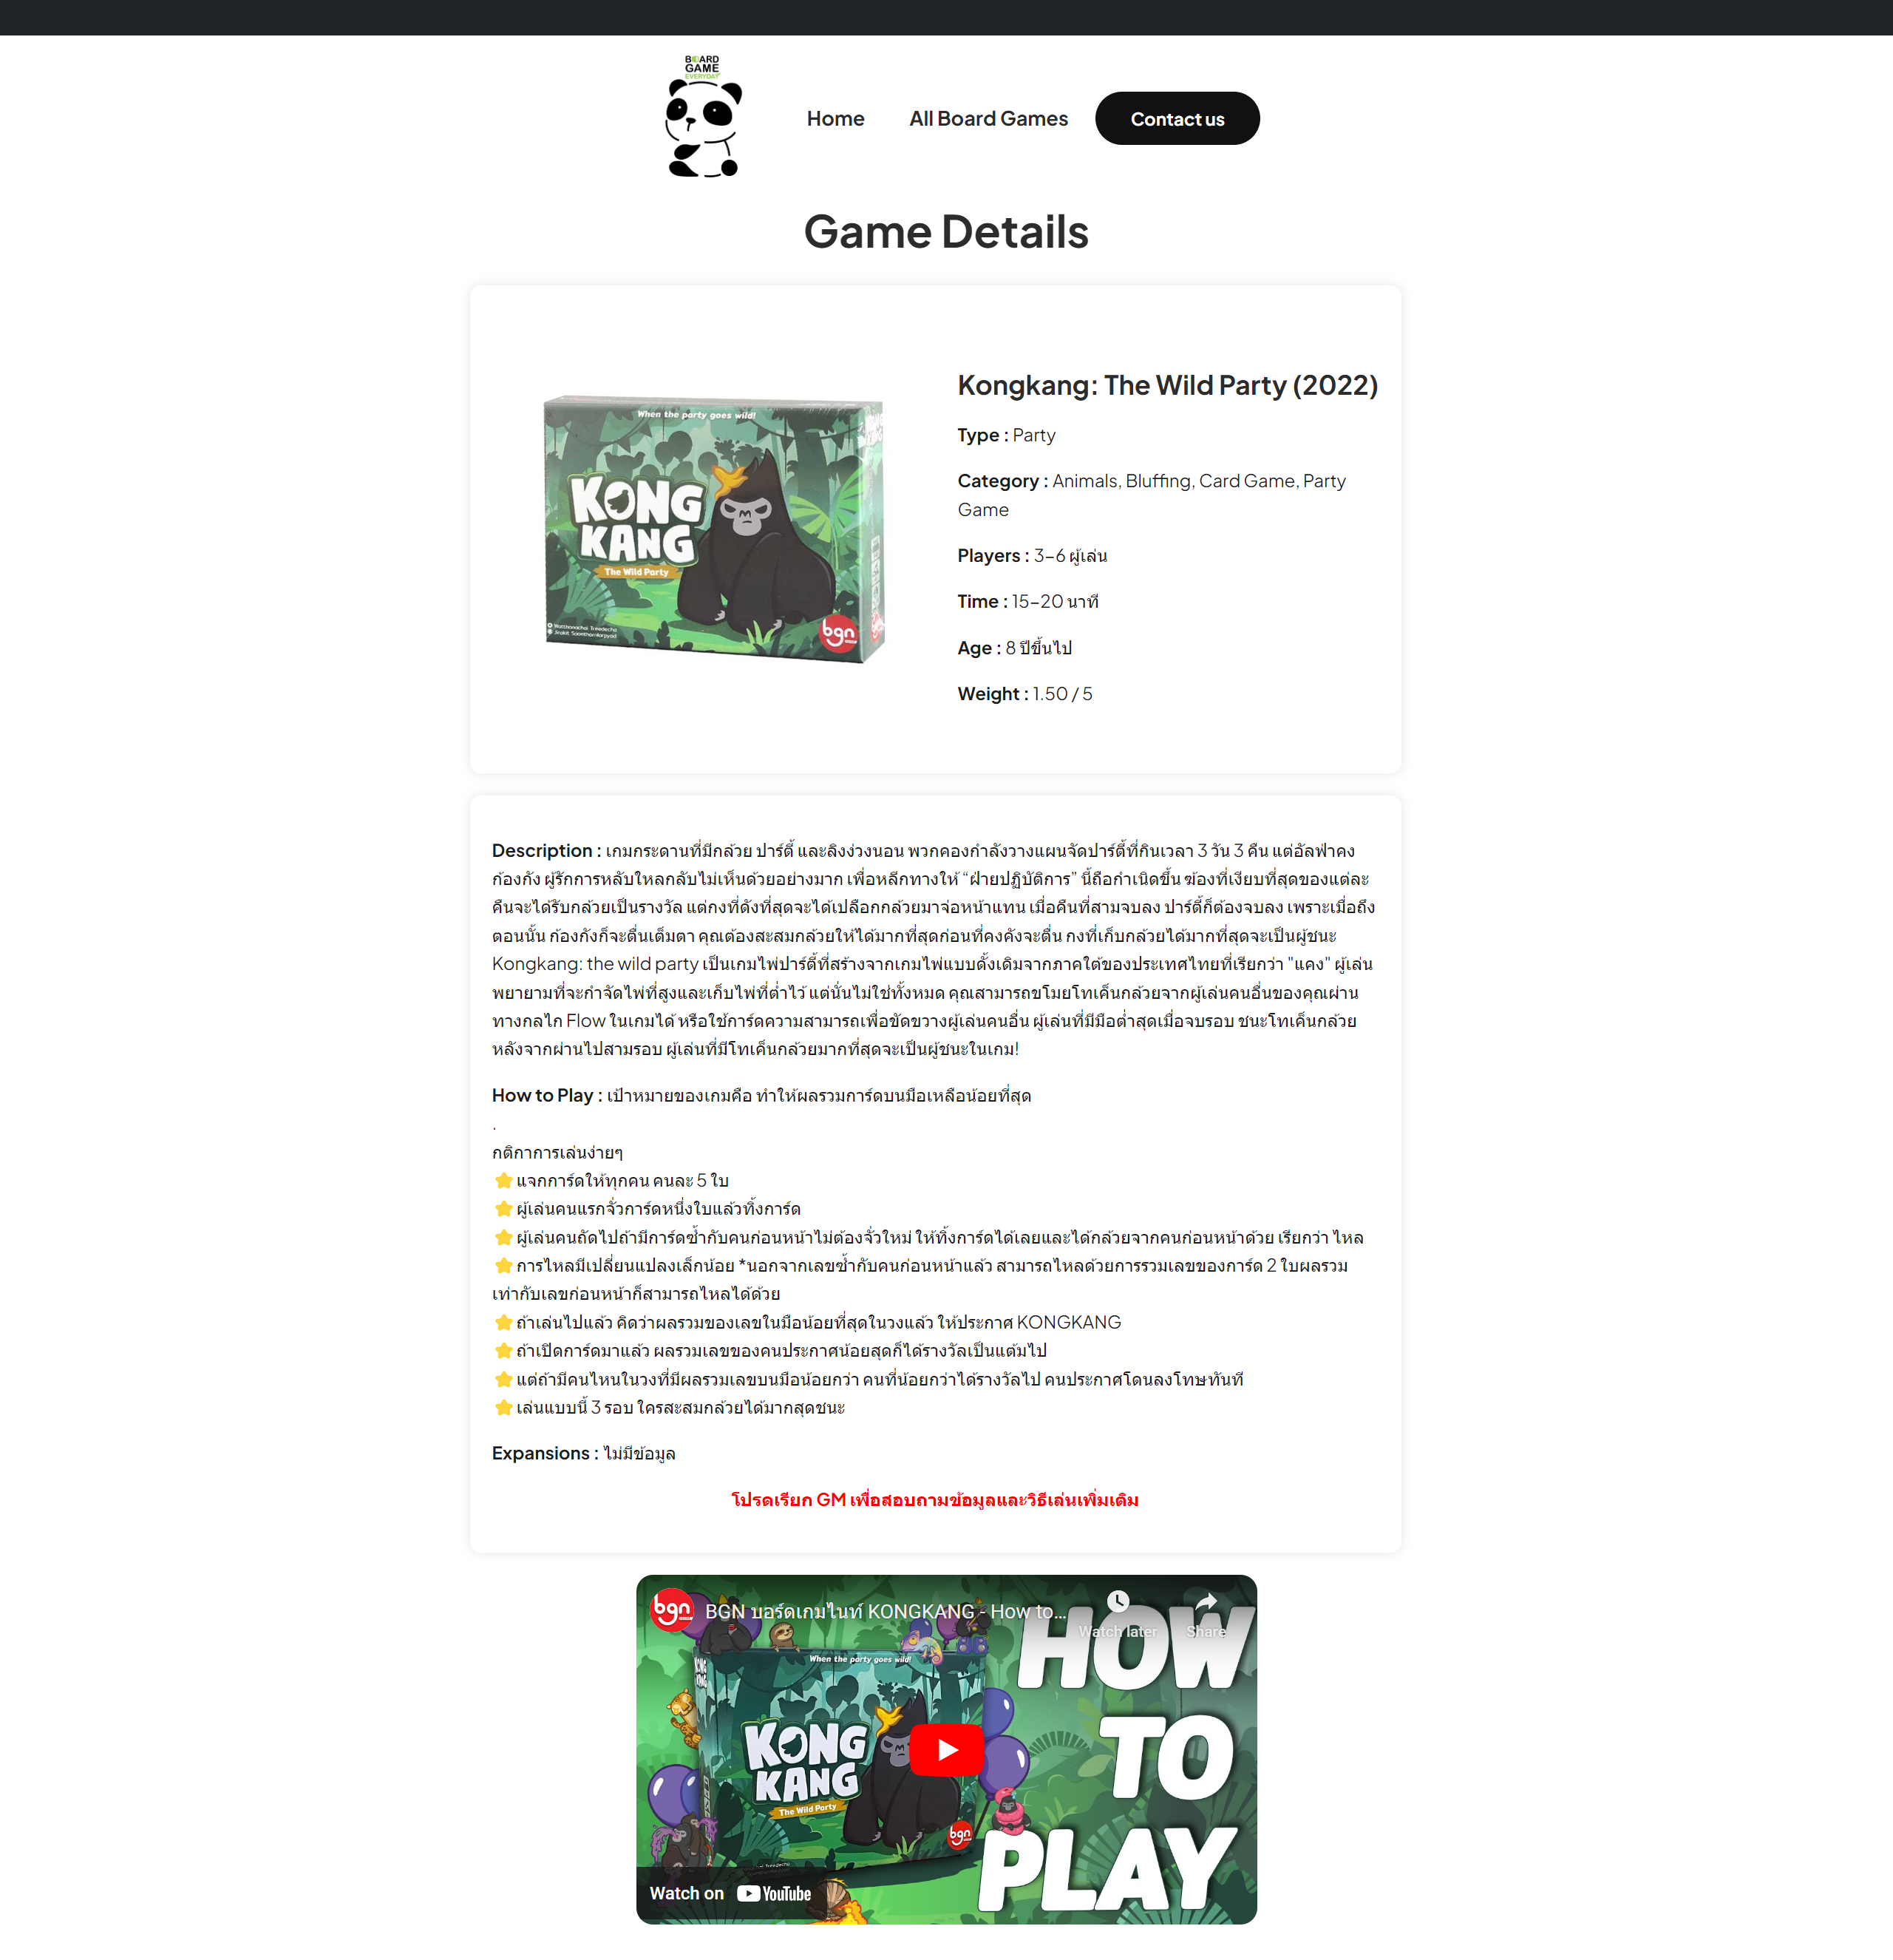 BOARD
GAME
EVERYDAY
Home
All Board Games
Contact us
Game Details
When the party goes wild!
KONG
KANG
The Wild Party
bgn
Kongkang: The Wild Party (2022)
Type : Party
Category : Animals, Bluffing, Card Game, Party
Game
Players : 3-6 ผู้เล่น
Time : 15-20 นาที
Age : 8 ปีขึ้นไป
Weight : 1.50 / 5
Description : เกมกระดานที่มีกล้วย ปาร์ตี้ และลิงง่วงนอน พวกคองกำลังวางแผนจัดปาร์ตี้ที่กินเวลา 3 วัน 3 คืน แต่อัลฟ่าคง
ก้องกัง ผู้รักการหลับใหลกลับไม่เห็นด้วยอย่างมาก เพื่อหลีกทางให้ “ฝ่ายปฏิบัติการ” นี้ถือกำเนิดขึ้น ฆ้องที่เงียบที่สุดของแต่ละ
คืนจะได้รับกล้วยเป็นรางวัล แต่กงที่ดังที่สุดจะได้เปลือกกล้วยมาจ่อหน้าแทน เมื่อคืนที่สามจบลง ปาร์ตี้ก็ต้องจบลง เพราะเมื่อถึง
ตอนนั้น ก้องกังก็จะตื่นเต็มตา คุณต้องสะสมกล้วยให้ได้มากที่สุดก่อนที่คงคังจะตื่น กงที่เก็บกล้วยได้มากที่สุดจะเป็นผู้ชนะ
Kongkang: the wild party เป็นเกมไพ่ปาร์ตี้ที่สร้างจากเกมไพ่แบบดั้งเดิมจากภาคใต้ของประเทศไทยที่เรียกว่า "แคง" ผู้เล่น
พยายามที่จะกำจัดไพ่ที่สูงและเก็บไพ่ที่ต่ำไว้ แต่นั่นไม่ใช่ทั้งหมด คุณสามารถขโมยโทเค็นกล้วยจากผู้เล่นคนอื่นของคุณผ่าน
ทางกลไก Flow ในเกมได้ หรือใช้การ์ดความสามารถเพื่อขัดขวางผู้เล่นคนอื่น ผู้เล่นที่มีมือต่ำสุดเมื่อจบรอบ ชนะโทเค็นกล้วย
หลังจากผ่านไปสามรอบ ผู้เล่นที่มีโทเค็นกล้วยมากที่สุดจะเป็นผู้ชนะในเกม!
How to Play : เป้าหมายของเกมคือ ทำให้ผลรวมการ์ดบนมือเหลือน้อยที่สุด
.
กติกาการเล่นง่ายๆ
⭐ แจกการ์ดให้ทุกคน คนละ 5 ใบ
⭐ ผู้เล่นคนแรกจั่วการ์ดหนึ่งใบแล้วทิ้งการ์ด
⭐ ผู้เล่นคนถัดไปถ้ามีการ์ดซ้ำกับคนก่อนหน้าไม่ต้องจั่วใหม่ ให้ทิ้งการ์ดได้เลยและได้กล้วยจากคนก่อนหน้าด้วย เรียกว่า ไหล
⭐ การไหลมีเปลี่ยนแปลงเล็กน้อย *นอกจากเลขซ้ำกับคนก่อนหน้าแล้ว สามารถไหลด้วยการรวมเลขของการ์ด 2 ใบผลรวม
เท่ากับเลขก่อนหน้าก็สามารถไหลได้ด้วย
⭐ ถ้าเล่นไปแล้ว คิดว่าผลรวมของเลขในมือน้อยที่สุดในวงแล้ว ให้ประกาศ KONGKANG
⭐ ถ้าเปิดการ์ดมาแล้ว ผลรวมเลขของคนประกาศน้อยสุดก็ได้รางวัลเป็นแต้มไป
⭐ แต่ถ้ามีคนไหนในวงที่มีผลรวมเลขบนมือน้อยกว่า คนที่น้อยกว่าได้รางวัลไป คนประกาศโดนลงโทษทันที
⭐ เล่นแบบนี้ 3 รอบ ใครสะสมกล้วยได้มากสุดชนะ
Expansions : ไม่มีข้อมูล
โปรดเรียก GM เพื่อสอบถามข้อมูลและวิธีเล่นเพิ่มเติม
bgn
BGN บอร์ดเกมไนท์ KONGKANG - How to...
Watch later
Share
HOW
TO
PLAY
When the party goes wild!
KONG
KANG
The Wild Party
bgn
Watch on YouTube